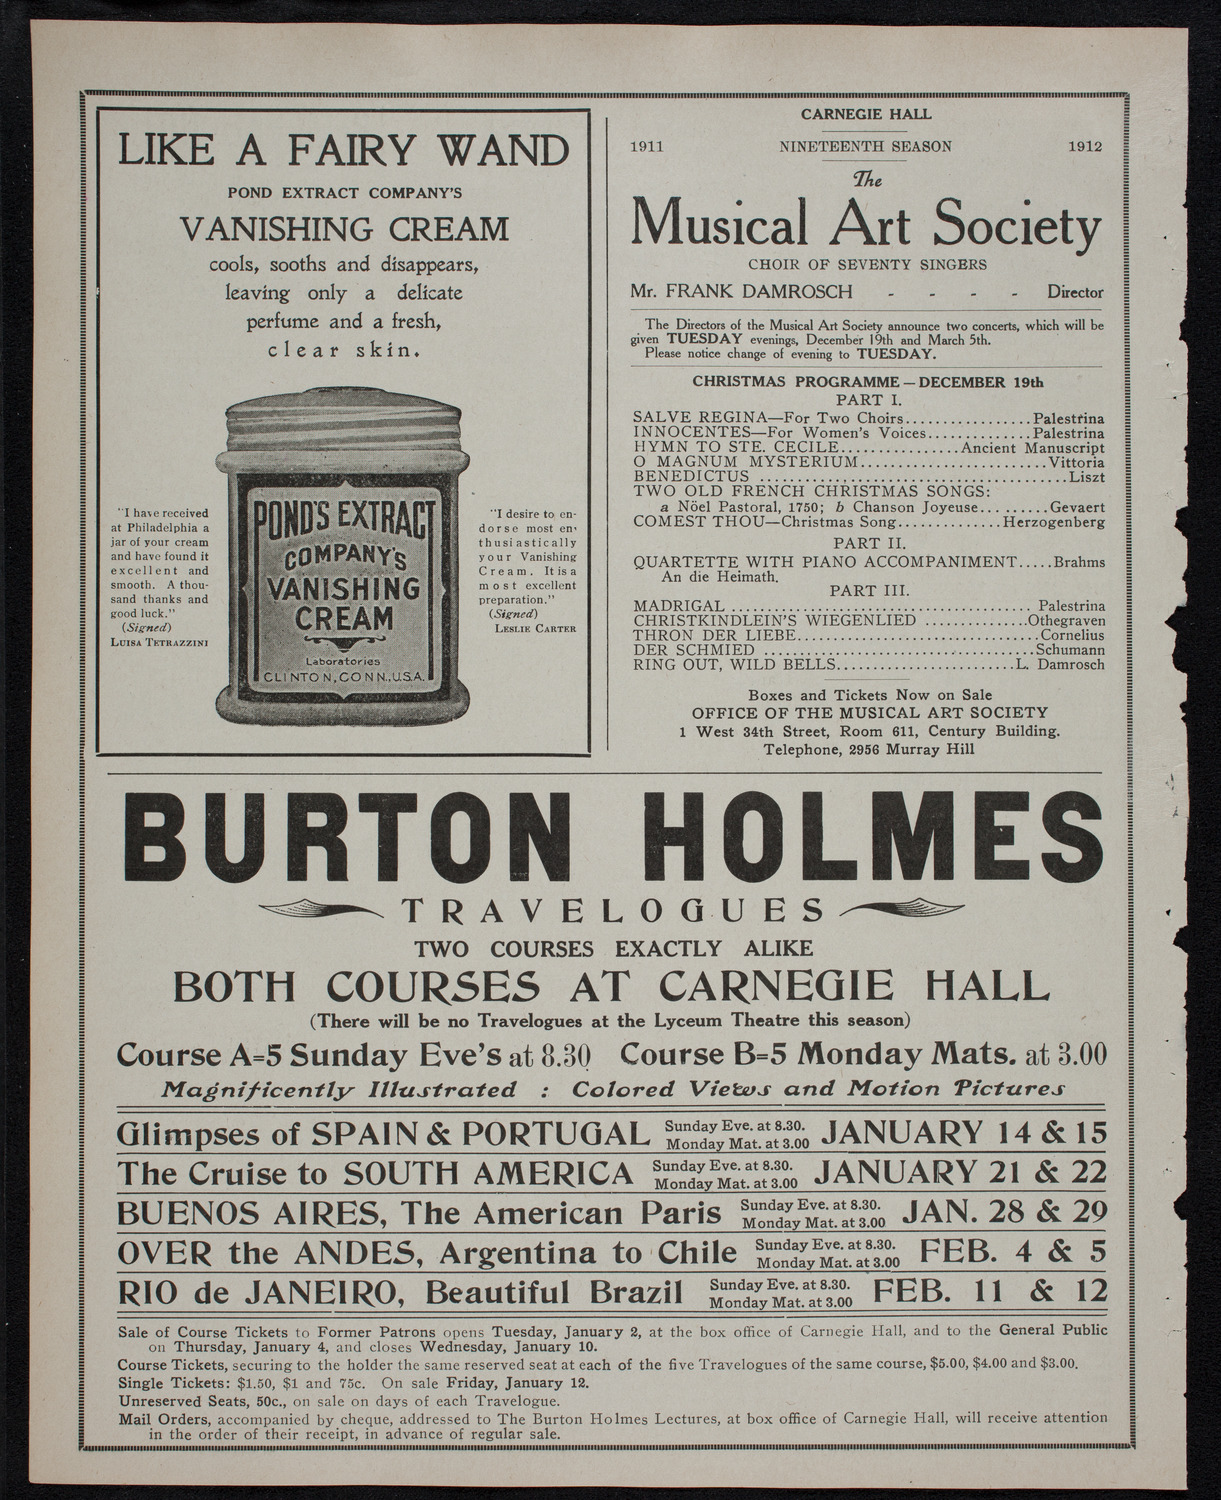 LIKE A FAIRY WAND
POND EXTRACT COMPANY'S
VANISHING CREAM
cools, sooths and disappears,
leaving only a delicate
perfume and a fresh,
clear skin.
"I have received
at Philadelphia a
jar of your cream
and have found it
excellent and
smooth. A thou-
sand thanks and
good luck."
(Signed)
LUISA TETRAZZINI
POND'S EXTRACT
COMPANY'S
VANISHING
CREAM
Laboratories
CLINTON, CONN., U.S.A.
"I desire to en-
dorse most en-
thusiastically
your Vanishing
Cream. It is a
most excellent
preparation."
(Signed)
LESLIE CARTER
CARNEGIE HALL
1911 NINETEENTH SEASON 1912
The
Musical Art Society
CHOIR OF SEVENTY SINGERS
Mr. FRANK DAMROSCH - - - - Director
The Directors of the Musical Art Society announce two concerts, which will be
given TUESDAY evenings, December 19th and March 5th.
Please notice change of evening to TUESDAY.
CHRISTMAS PROGRAMME—DECEMBER 19th
PART I.
SALVE REGINA—For Two Choirs................Palestrina
INNOCENTES—For Women's Voices.............Palestrina
HYMN TO STE. CECILE................Ancient Manuscript
O MAGNUM MYSTERIUM.........................Vittoria
BENEDICTUS .........................................Liszt
TWO OLD FRENCH CHRISTMAS SONGS:
a Nöel Pastoral, 1750; b Chanson Joyeuse.........Gevaert
COMEST THOU—Christmas Song..............Herzogenberg
PART II.
QUARTETTE WITH PIANO ACCOMPANIMENT.....Brahms
An die Heimath.
PART III.
MADRIGAL ........................................ Palestrina
CHRISTKINDLEIN'S WIEGENLIED ..............Othegraven
THRON DER LIEBE.................................Cornelius
DER SCHMIED .....................................Schumann
RING OUT, WILD BELLS........................L. Damrosch
Boxes and Tickets Now on Sale
OFFICE OF THE MUSICAL ART SOCIETY
1 West 34th Street, Room 611, Century Building.
Telephone, 2956 Murray Hill
BURTON HOLMES
TRAVELOGUES
TWO COURSES EXACTLY ALIKE
BOTH COURSES AT CARNEGIE HALL
(There will be no Travelogues at the Lyceum Theatre this season)
Course A=5 Sunday Eve's at 8.30 Course B=5 Monday Mats. at 3.00
Magnificently Illustrated : Colored Views and Motion Pictures
Glimpses of SPAIN & PORTUGAL Sunday Eve. at 8.30. Monday Mat. at 3.00 JANUARY 14 & 15
The Cruise to SOUTH AMERICA Sunday Eve. at 8.30. Monday Mat. at 3.00 JANUARY 21 & 22
BUENOS AIRES, The American Paris Sunday Eve. at 8.30. Monday Mat. at 3.00 JAN. 28 & 29
OVER the ANDES, Argentina to Chile Sunday Eve. at 8.30. Monday Mat. at 3.00 FEB. 4 & 5
RIO de JANEIRO, Beautiful Brazil Sunday Eve. at 8.30. Monday Mat. at 3.00 FEB. 11 & 12
Sale of Course Tickets to Former Patrons opens Tuesday, January 2, at the box office of Carnegie Hall, and to the General Public
on Thursday, January 4, and closes Wednesday, January 10.
Course Tickets, securing to the holder the same reserved seat at each of the five Travelogues of the same course, $5.00, $4.00 and $3.00.
Single Tickets: $1.50, $1 and 75c. On sale Friday, January 12.
Unreserved Seats, 50c., on sale on days of each Travelogue.
Mail Orders, accompanied by cheque, addressed to The Burton Holmes Lectures, at box office of Carnegie Hall, will receive attention
in the order of their receipt, in advance of regular sale.